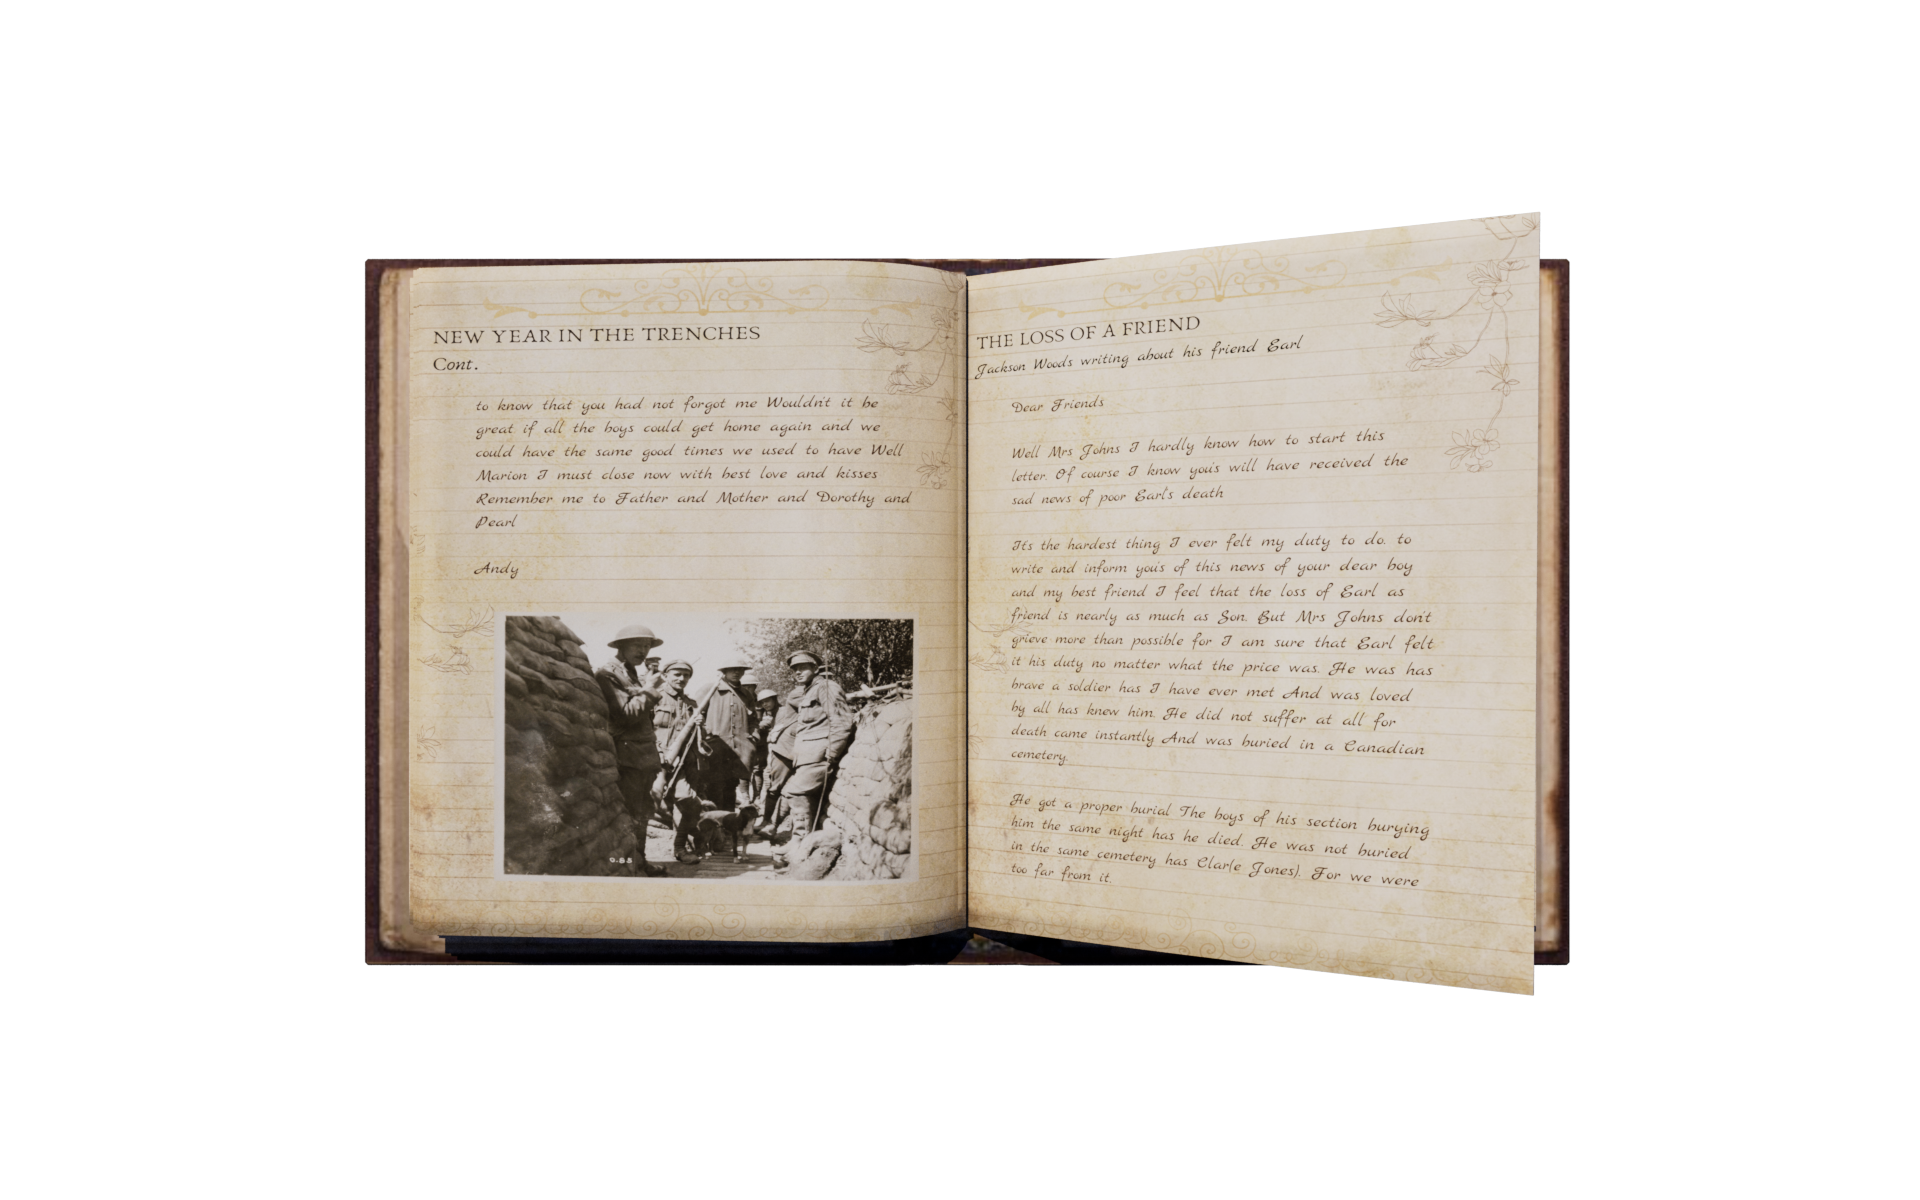 NEW YEAR IN THE TRENCHES
Cont.
to know that you had not forgot me Wouldn't it be
great if all the boys could get home again and we
could have the same good times we used to have Well
Marion I must close now with best love and kisses
Remember me to Father and Mother and Dorothy and
Pearl
Andy
O.85
THE LOSS OF A FRIEND
Jackson Woods writing about his friend Earl
Dear Friends
Well Mrs Johns I hardly know how to start this
letter. Of course I know you's will have received the
sad news of poor Earl's death
Its the hardest thing I ever felt my duty to do. to
write and inform you's of this news of your dear boy
and my best friend I feel that the loss of Earl as
friend is nearly as much as Son. But Mrs Johns don't
grieve more than possible for I am sure that Earl felt
it his duty no matter what the price was. He was has
brave a soldier has I have ever met And was loved
by all has knew him. He did not suffer at all for
death came instantly And was buried in a Canadian
cemetery.
He got a proper burial The boys of his section burying
him the same night has he died. He was not buried
in the same cemetery has Clar(e Jones). For we were
too far from it.